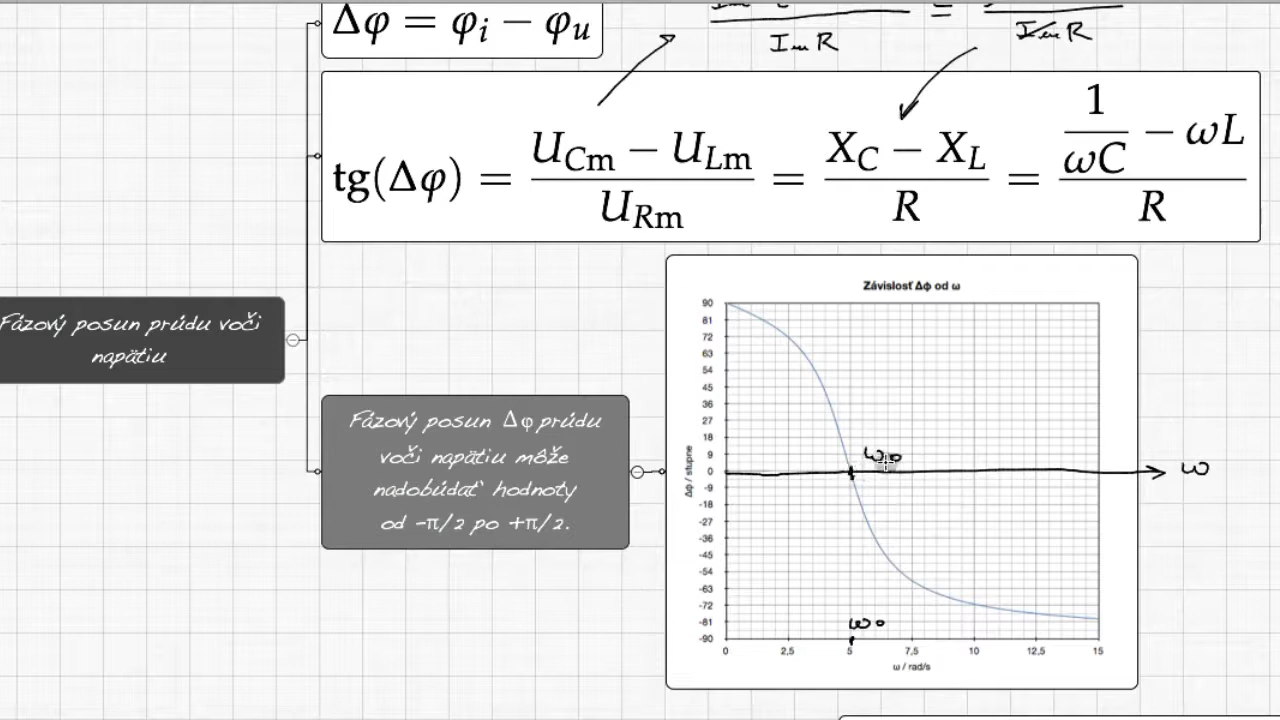 Δφ = φᵢ − φᵤ
I_m R = I_m R
tg(Δφ) = (U_Cm − U_Lm)/U_Rm = (X_C − X_L)/R = (1/(ωC) − ωL)/R
Fázový posun prúdu voči
napätiu
Fázový posun Δφ prúdu
voči napätiu môže
nadobúdať hodnoty
od -π/2 po +π/2.
Závislosť Δϕ od ω
Δϕ / stupne
90
81
72
63
54
45
36
27
18
9
0
-9
-18
-27
-36
-45
-54
-63
-72
-81
-90
ω₀
ω
ω₀
0 2,5 5 7,5 10 12,5 15
ω / rad/s